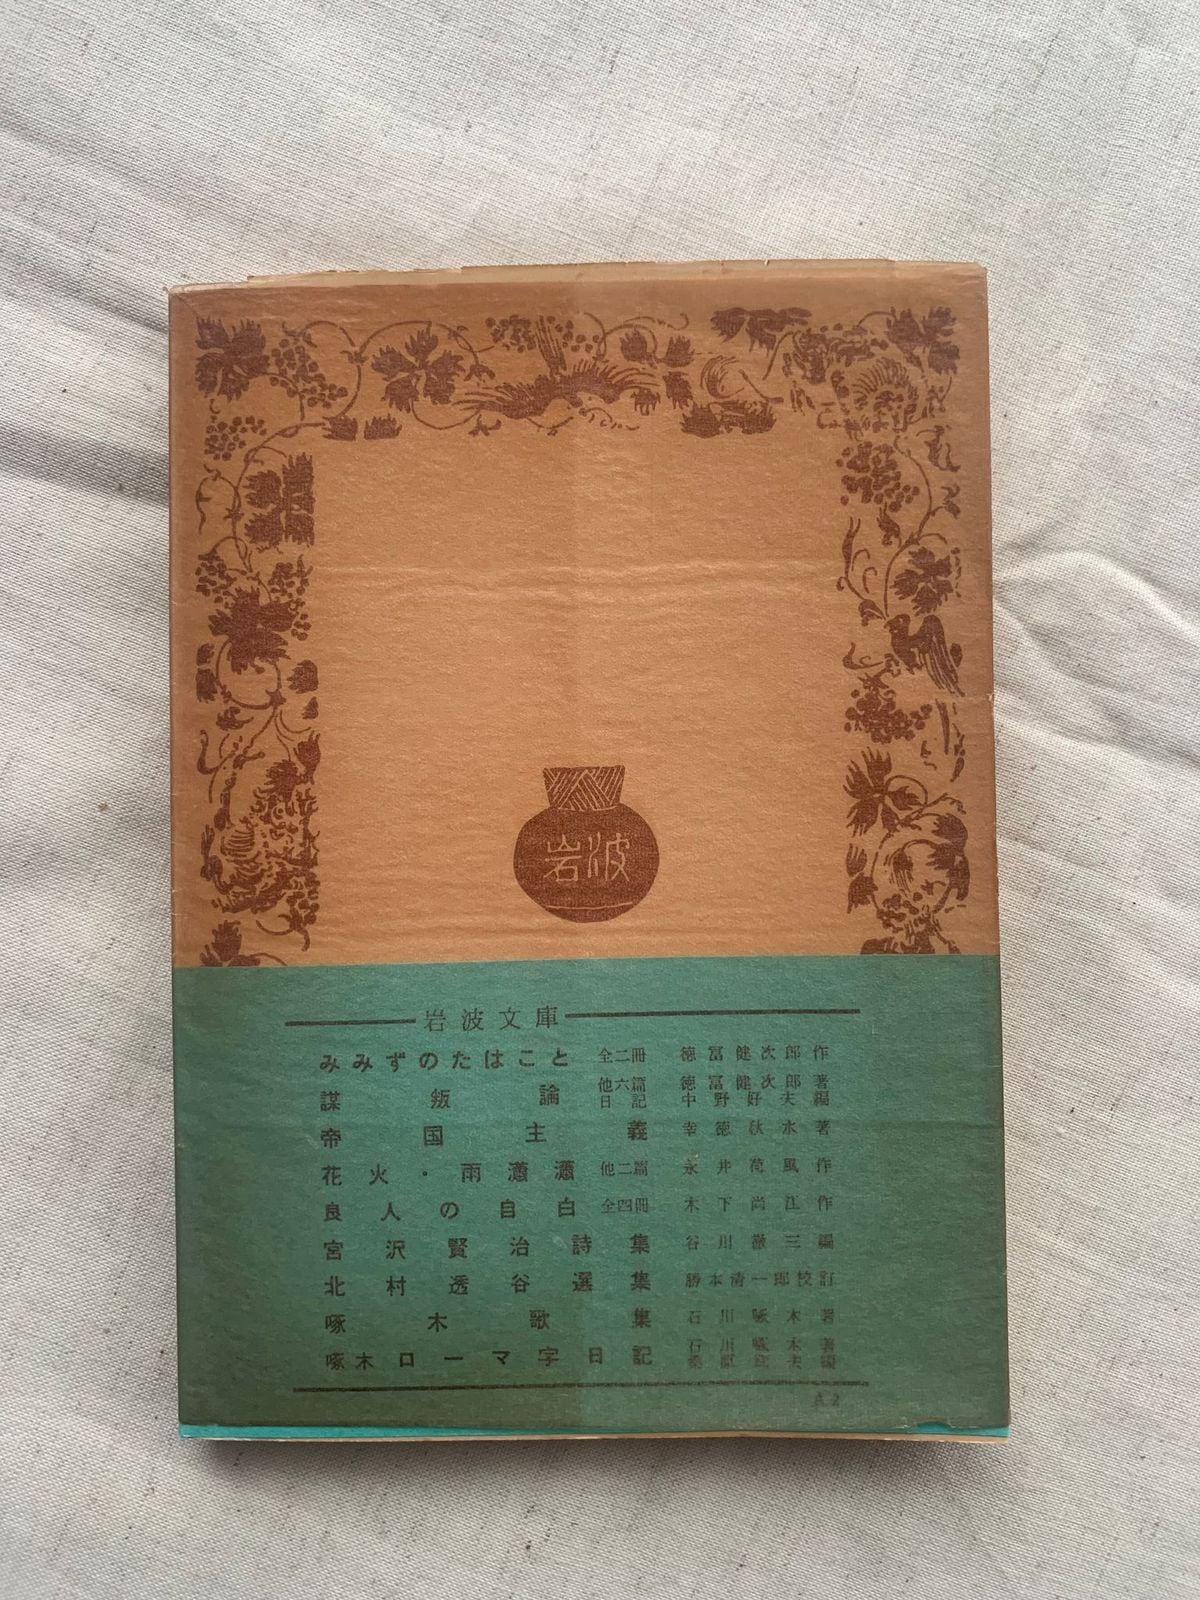 岩波
岩波文庫
みみずのたはこと 全二冊 徳冨健次郎作
謀叛論 他六篇 日記 徳冨健次郎著 中野好夫編
帝国主義 幸徳秋水著
花火・雨瀟瀟 他二篇 永井荷風作
良人の自白 全四冊 木下尚江作
宮沢賢治詩集 谷川徹三編
北村透谷選集 勝本清一郎校訂
啄木歌集 石川啄木著
啄木ローマ字日記 石川啄木著 桑原武夫編